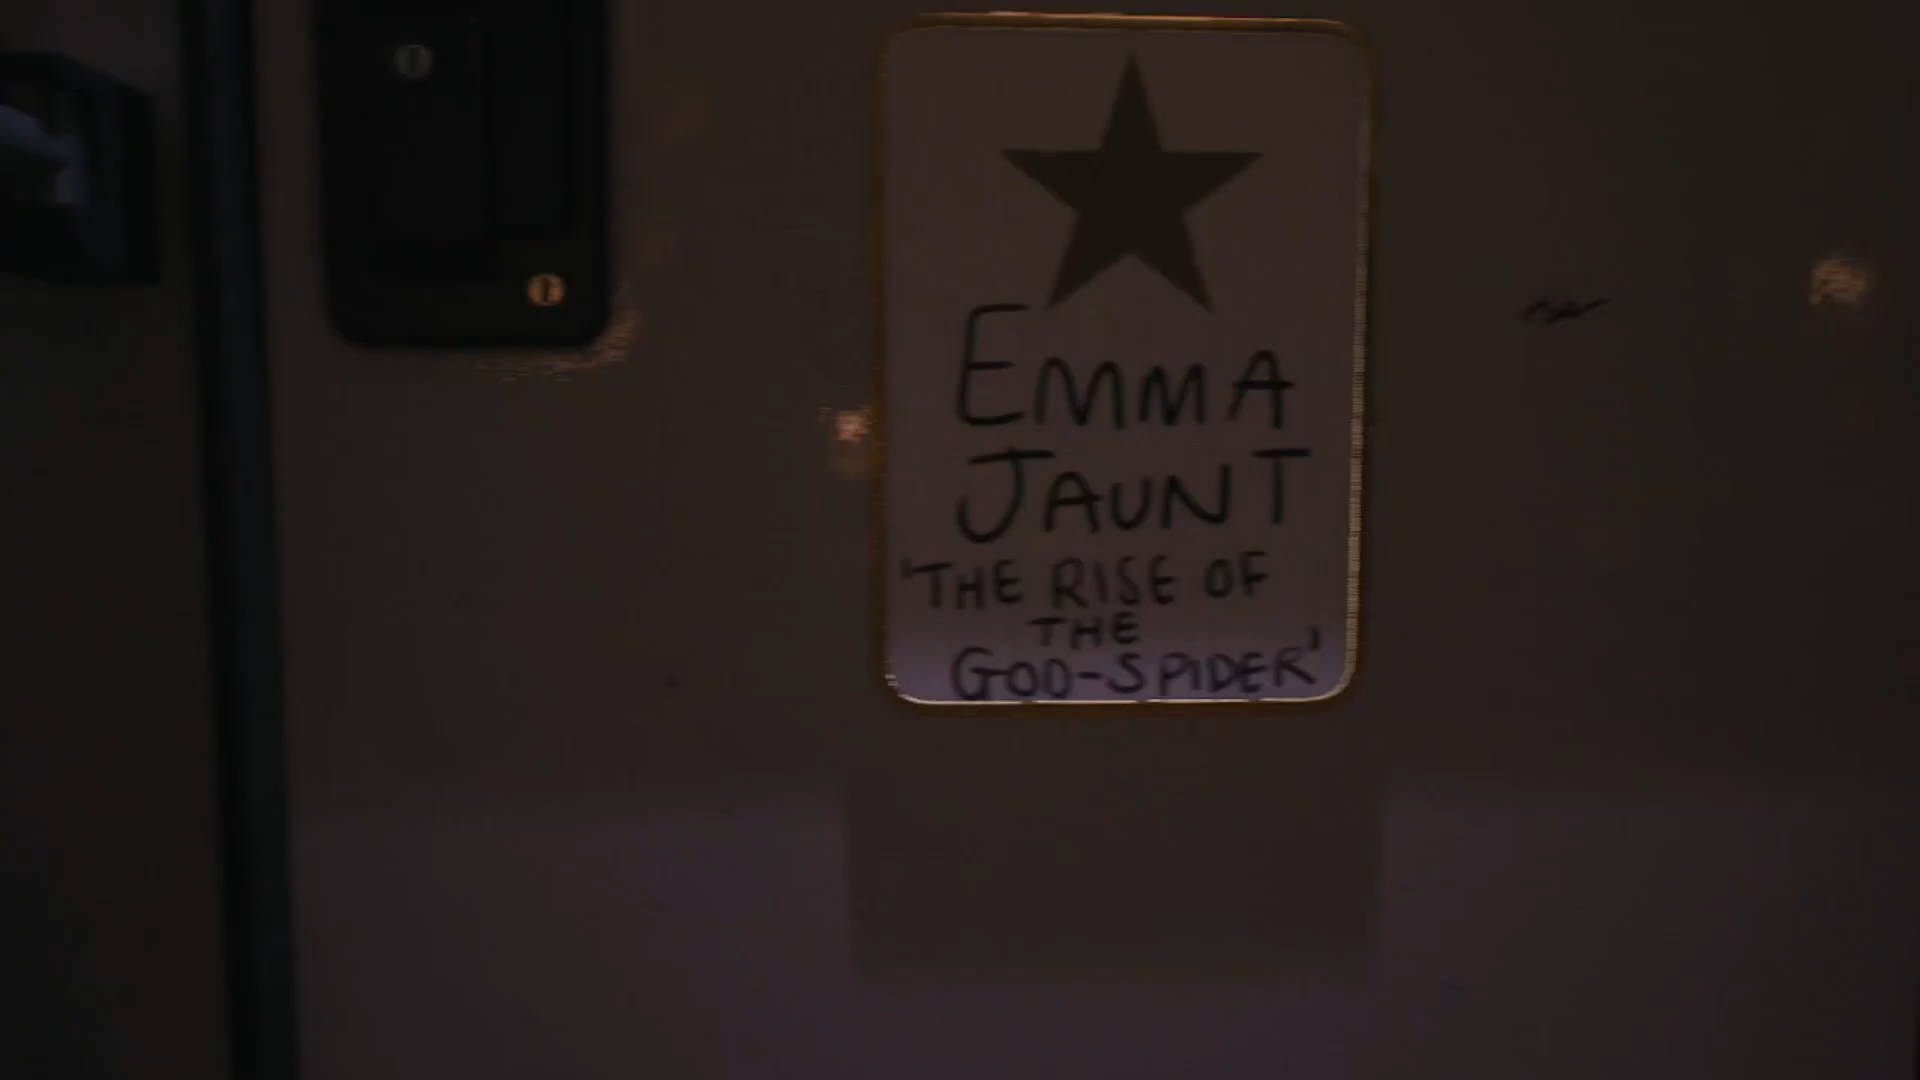 EMMA
JAUNT
'THE RISE OF
THE
GOD-SPIDER'